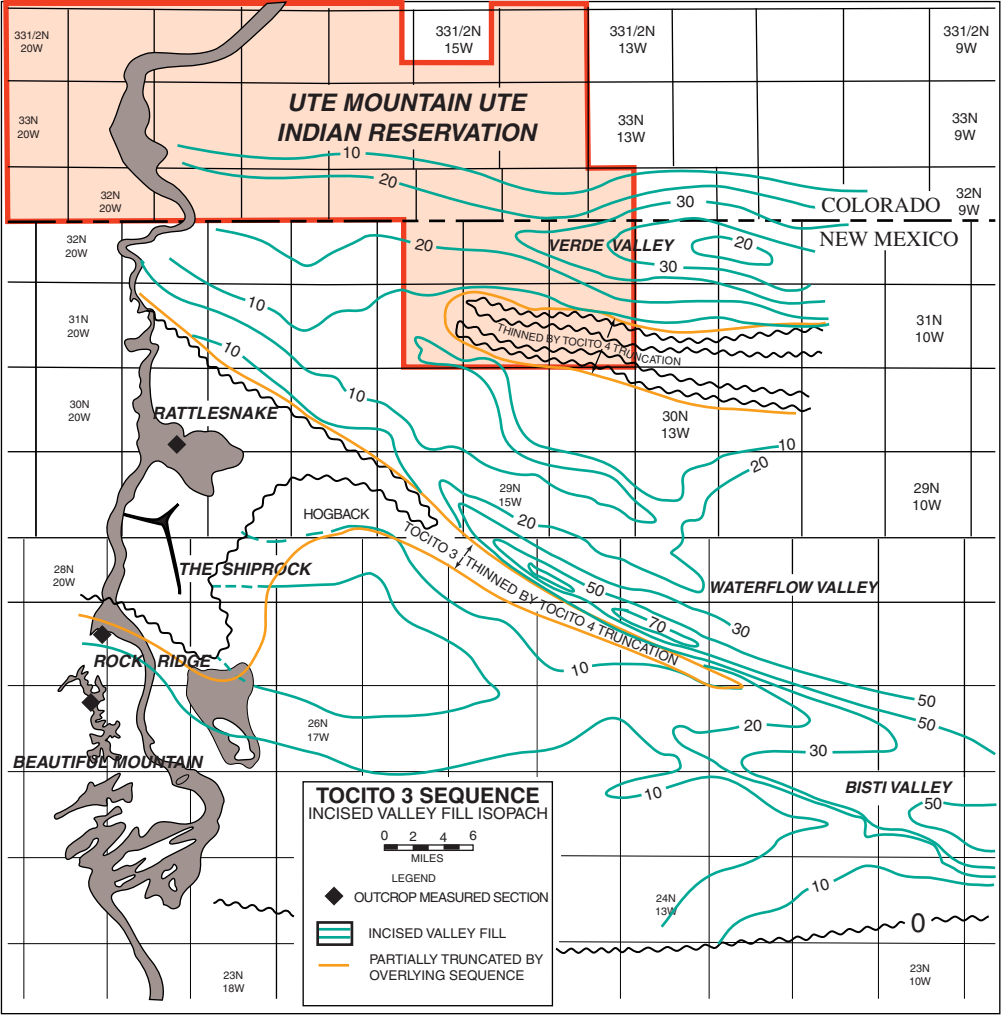 331/2N
20W
331/2N
15W
331/2N
13W
331/2N
9W
UTE MOUNTAIN UTE
INDIAN RESERVATION
33N
20W
33N
13W
33N
9W
10
20
32N
20W
30
COLORADO
32N
9W
32N
20W
20
VERDE VALLEY
20
NEW MEXICO
30
10
31N
20W
THINNED BY TOCITO 4 TRUNCATION
31N
10W
10
10
30N
20W
RATTLESNAKE
30N
13W
10
20
29N
15W
29N
10W
HOGBACK
20
TOCITO 3 THINNED BY TOCITO 4 TRUNCATION
28N
20W
THE SHIPROCK
50
WATERFLOW VALLEY
70
30
ROCK RIDGE
10
50
50
26N
17W
20
30
BEAUTIFUL MOUNTAIN
BISTI VALLEY
10
50
TOCITO 3 SEQUENCE
INCISED VALLEY FILL ISOPACH
0 2 4 6
MILES
LEGEND
OUTCROP MEASURED SECTION
INCISED VALLEY FILL
PARTIALLY TRUNCATED BY
OVERLYING SEQUENCE
10
24N
13W
0
23N
18W
23N
10W